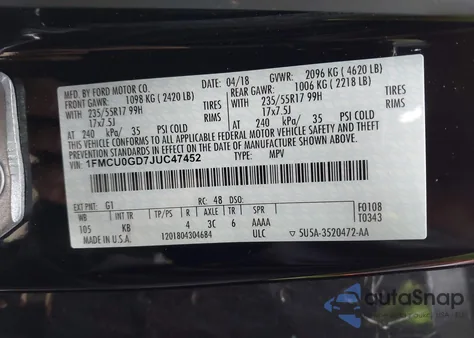 MFD. BY FORD MOTOR CO.
04/18 GVWR: 2096 KG ( 4620 LB)
FRONT GAWR: REAR GAWR:
1098 KG ( 2420 LB) 1006 KG ( 2218 LB)
235/55R17 99H TIRES 235/55R17 99H TIRES
17x7.5J RIMS 17x7.5J RIMS
AT 240 kPa/ 35 PSI COLD AT 240 kPa/ 35 PSI COLD
THIS VEHICLE CONFORMS TO ALL APPLICABLE FEDERAL MOTOR VEHICLE SAFETY
AND THEFT PREVENTION STANDARDS IN EFFECT ON THE DATE OF MANUFACTURE SHOWN ABOVE.
VIN: 1FMCU0GD7JUC47452 TYPE: MPV
EXT PNT: G1 RC: 48 DSO: F0108
WB INT TR TP/PS R AXLE TR SPR T0343
105 KB 4 3C 6 AAAA
MADE IN U.S.A. 1201804304684 ULC 5U5A-3520472-AA
autaSnap